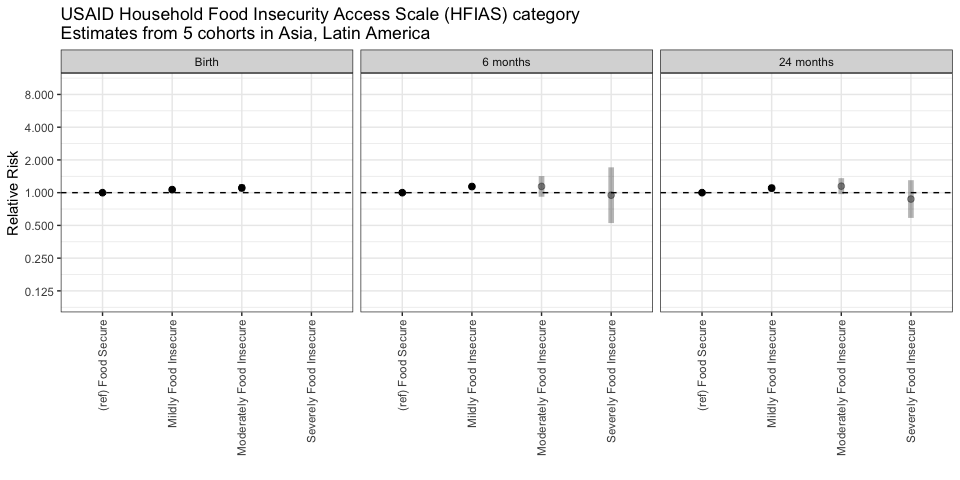 USAID Household Food Insecurity Access Scale (HFIAS) category
Estimates from 5 cohorts in Asia, Latin America
Birth
6 months
24 months
Relative Risk
8.000
4.000
2.000
1.000
0.500
0.250
0.125
(ref) Food Secure
Mildly Food Insecure
Moderately Food Insecure
Severely Food Insecure
(ref) Food Secure
Mildly Food Insecure
Moderately Food Insecure
Severely Food Insecure
(ref) Food Secure
Mildly Food Insecure
Moderately Food Insecure
Severely Food Insecure